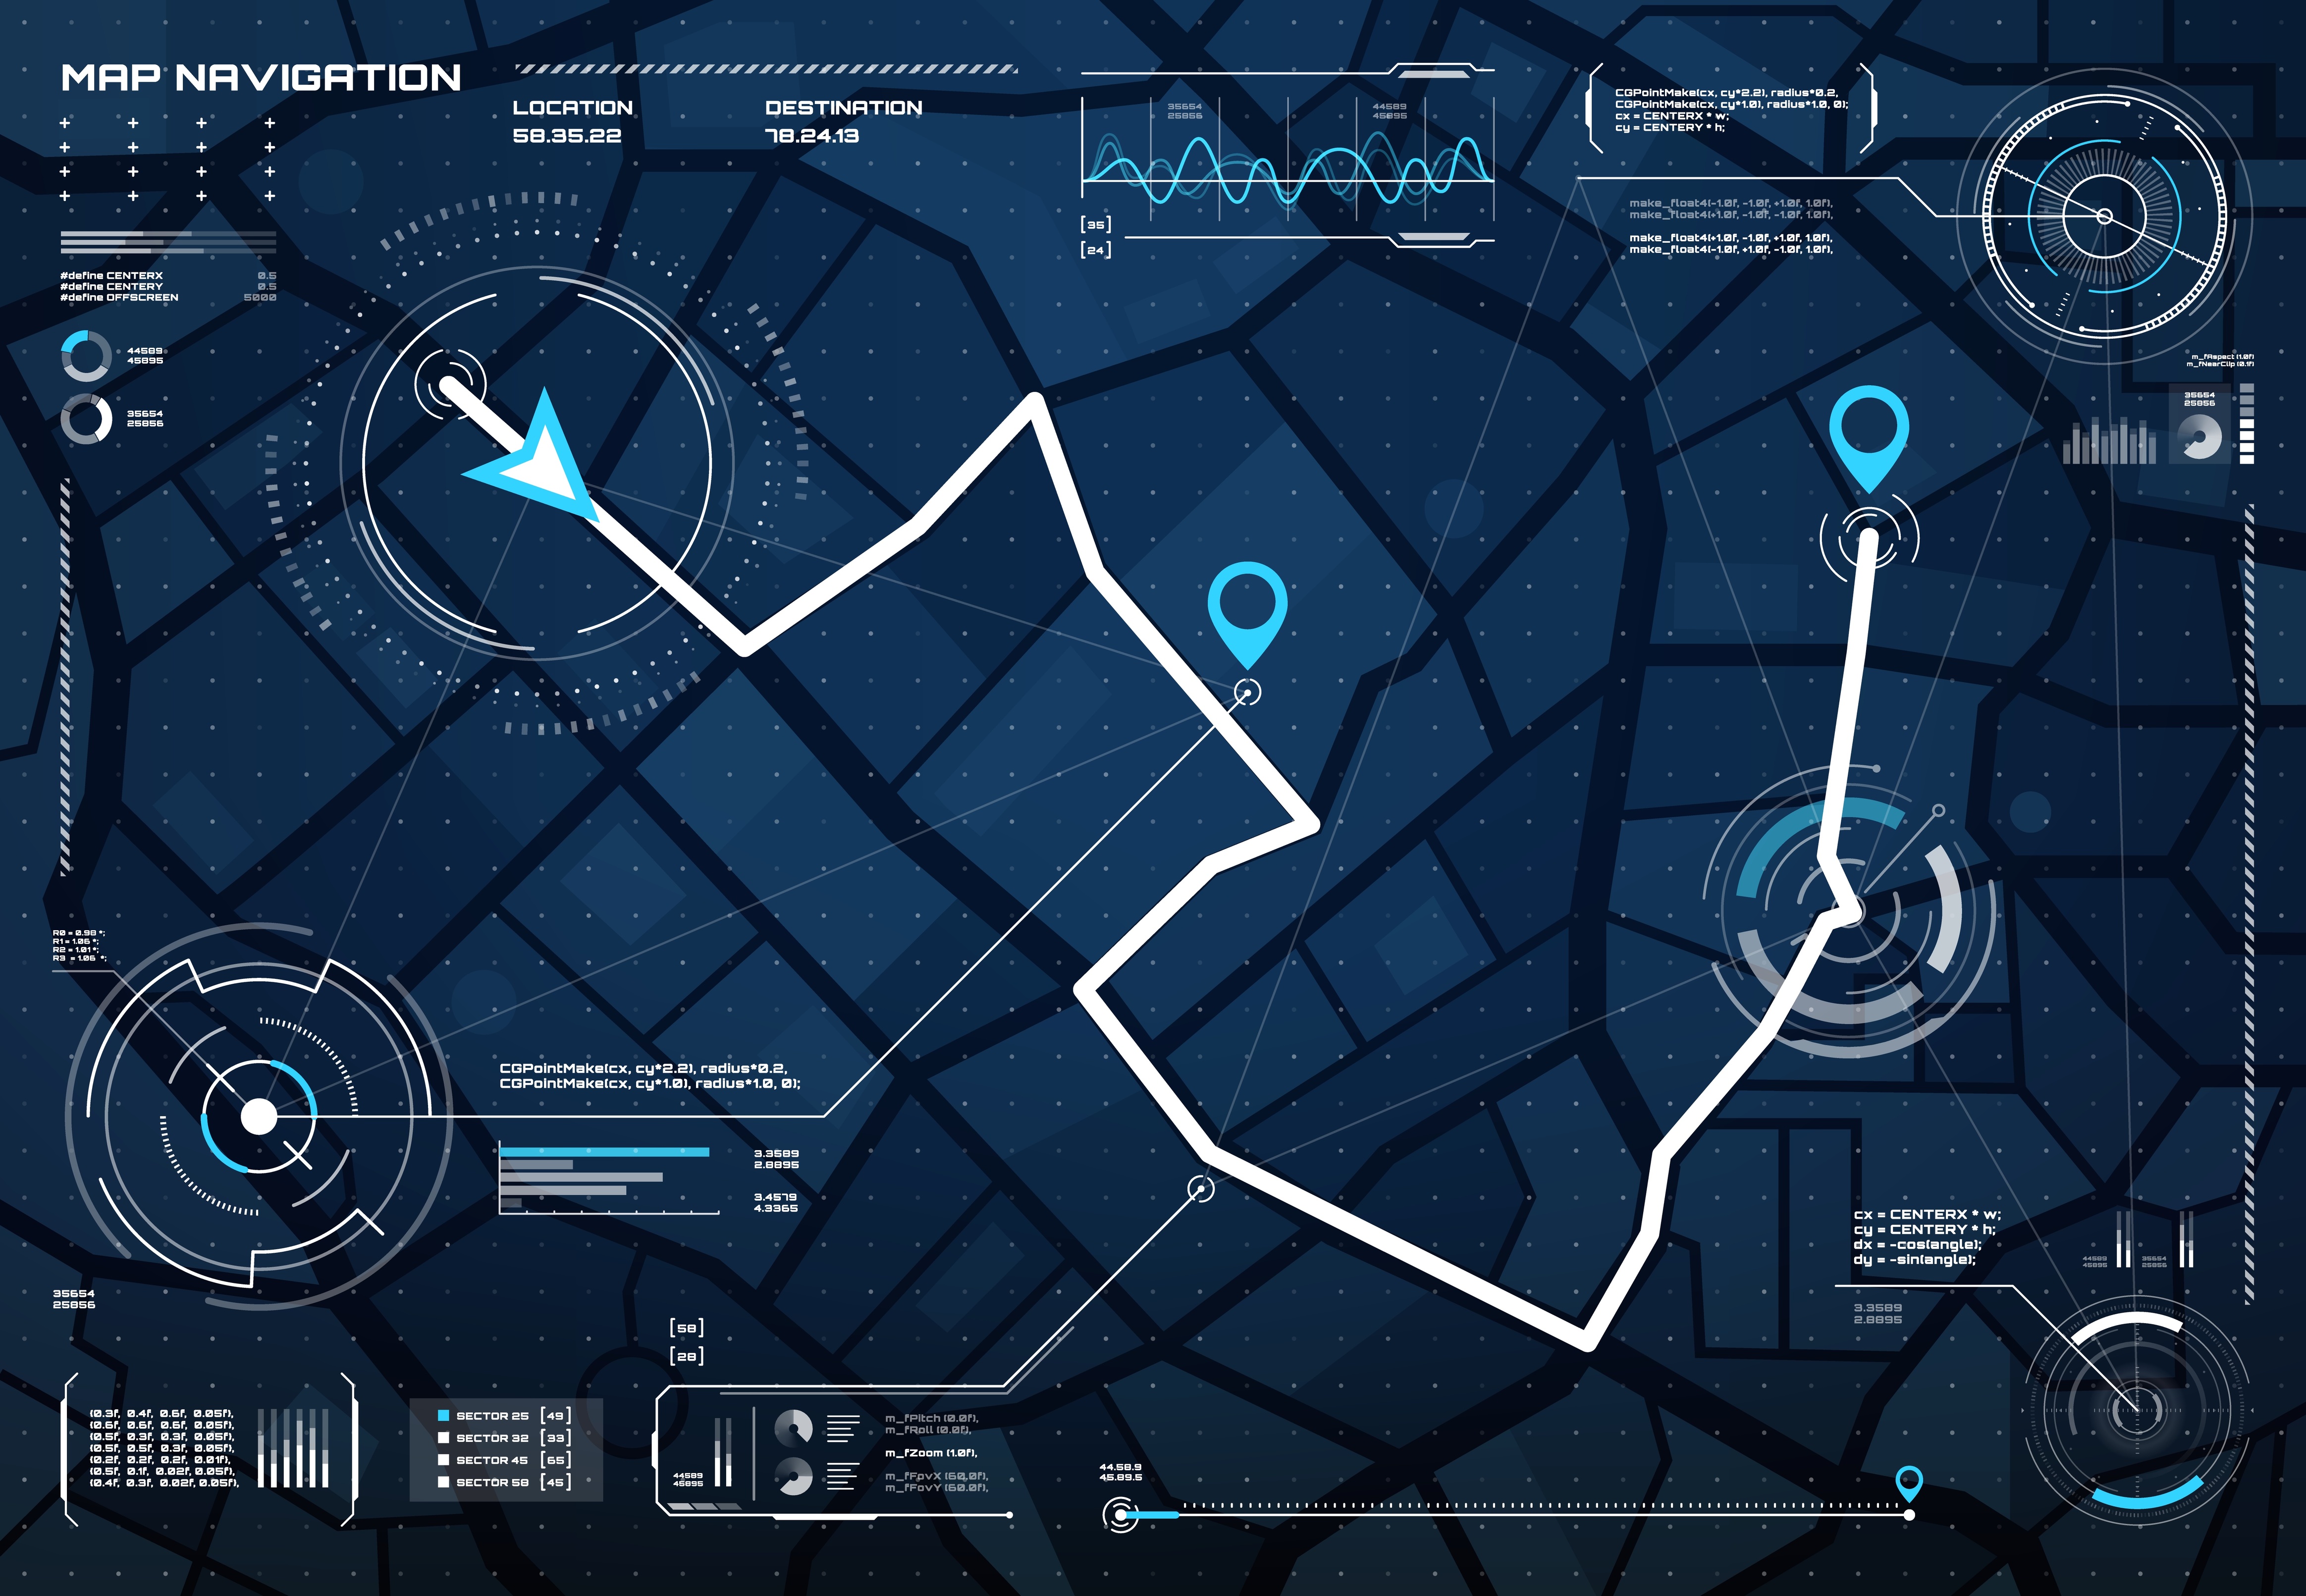 MAP NAVIGATION
LOCATION
58.35.22
DESTINATION
78.24.13
35654
25856
44589
45895
[35]
[24]
CGPointMake(cx, cy*2.2), radius*0.2,
CGPointMake(cx, cy*1.0), radius*1.0, 0);
cx = CENTERX * w;
cy = CENTERY * h;
make_float4(-1.0f, -1.0f, +1.0f, 1.0f),
make_float4(+1.0f, -1.0f, -1.0f, 1.0f),
make_float4(+1.0f, -1.0f, +1.0f, 1.0f),
make_float4(-1.0f, +1.0f, -1.0f, 1.0f),
#define CENTERX 0.5
#define CENTERY 0.5
#define OFFSCREEN 5000
44589
45895
35654
25856
m_fAspect (1.0f)
m_fNearClip (0.1f)
35654
25856
R0 = 0.98 *;
R1 = 1.06 *;
R2 = 1.01 *;
R3 = 1.06 *;
CGPointMake(cx, cy*2.2), radius*0.2,
CGPointMake(cx, cy*1.0), radius*1.0, 0);
3.3589
2.8895
3.4579
4.3365
cx = CENTERX * w;
cy = CENTERY * h;
dx = -cos(angle);
dy = -sin(angle);
44589
45895
35654
25856
3.3589
2.8895
35654
25856
[58]
[28]
(0.3f, 0.4f, 0.6f, 0.05f),
(0.6f, 0.6f, 0.6f, 0.05f),
(0.5f, 0.3f, 0.3f, 0.05f),
(0.5f, 0.5f, 0.3f, 0.05f),
(0.2f, 0.2f, 0.2f, 0.01f),
(0.5f, 0.1f, 0.02f, 0.05f),
(0.4f, 0.3f, 0.02f, 0.05f),
SECTOR 25 [49]
SECTOR 32 [33]
SECTOR 45 [65]
SECTOR 58 [45]
44589
45895
m_fPitch (0.0f),
m_fRoll (0.0f),
m_fZoom (1.0f),
m_fFovX (60.0f),
m_fFovY (60.0f),
44.58.9
45.89.5